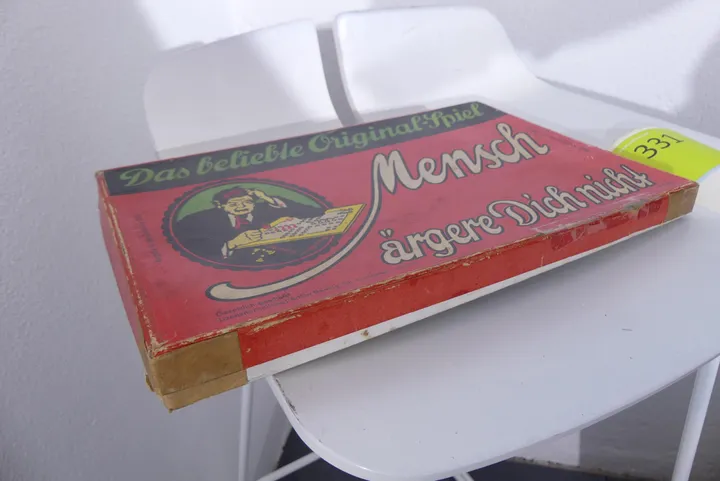 Das beliebte Original-Spiel
Mensch
ärgere Dich nicht
331